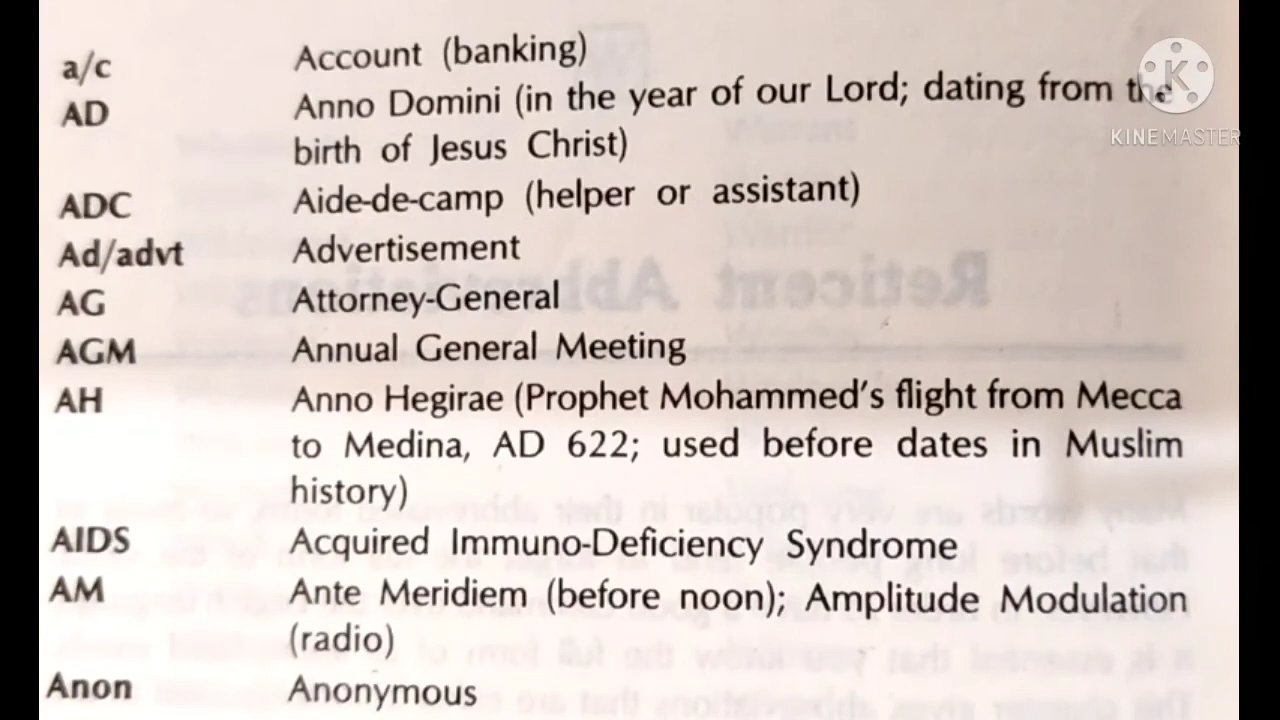 a/c Account (banking)
AD Anno Domini (in the year of our Lord; dating from the
birth of Jesus Christ)
ADC Aide-de-camp (helper or assistant)
Ad/advt Advertisement
AG Attorney-General
AGM Annual General Meeting
AH Anno Hegirae (Prophet Mohammed's flight from Mecca
to Medina, AD 622; used before dates in Muslim
history)
AIDS Acquired Immuno-Deficiency Syndrome
AM Ante Meridiem (before noon); Amplitude Modulation
(radio)
Anon Anonymous
K
KINEMASTER
Reticent Abbreviations